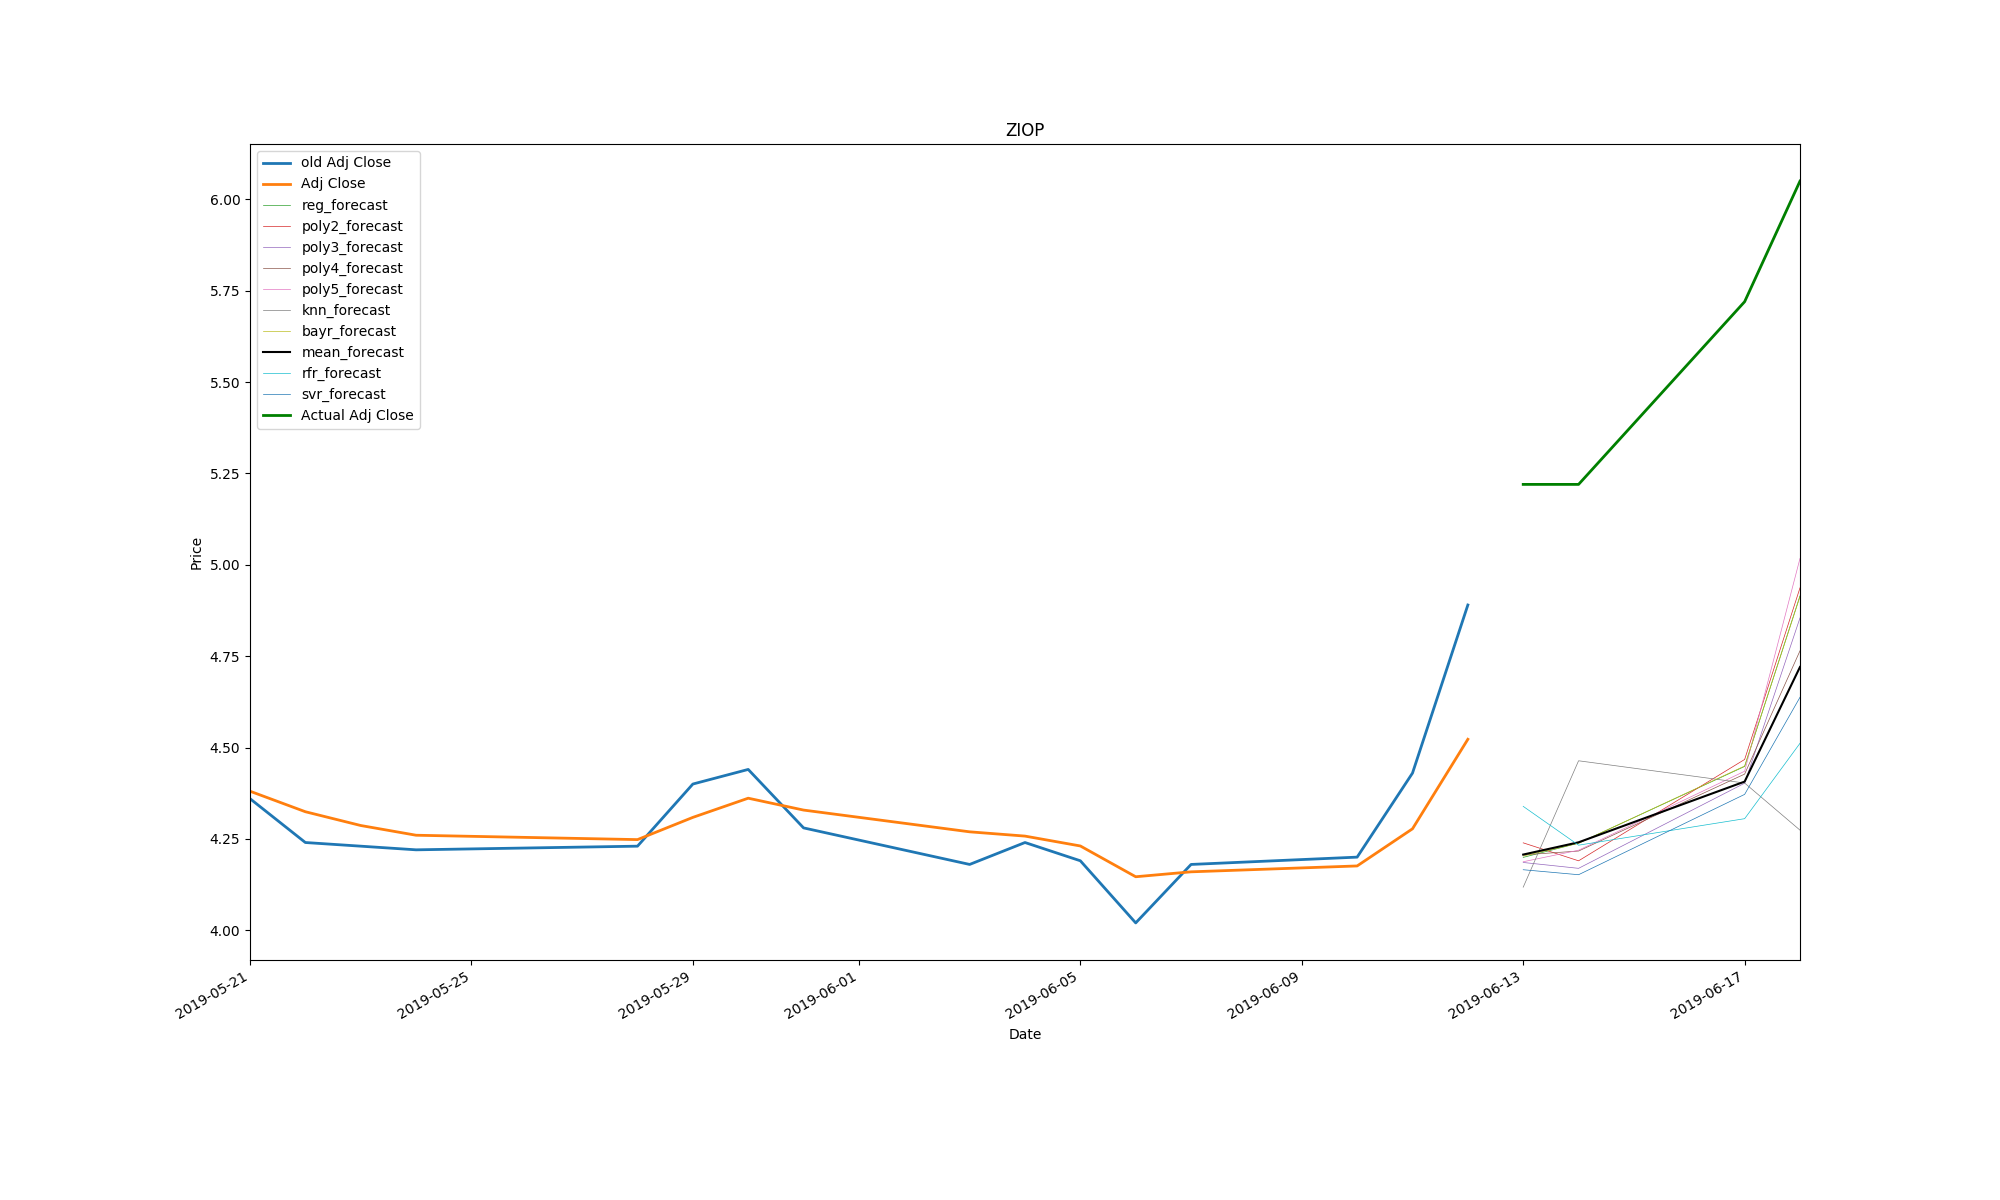 ZIOP
old Adj Close
Adj Close
reg_forecast
poly2_forecast
poly3_forecast
poly4_forecast
poly5_forecast
knn_forecast
bayr_forecast
mean_forecast
rfr_forecast
svr_forecast
Actual Adj Close
6.00
5.75
5.50
5.25
5.00
4.75
4.50
4.25
4.00
Price
2019-05-21
2019-05-25
2019-05-29
2019-06-01
2019-06-05
2019-06-09
2019-06-13
2019-06-17
Date